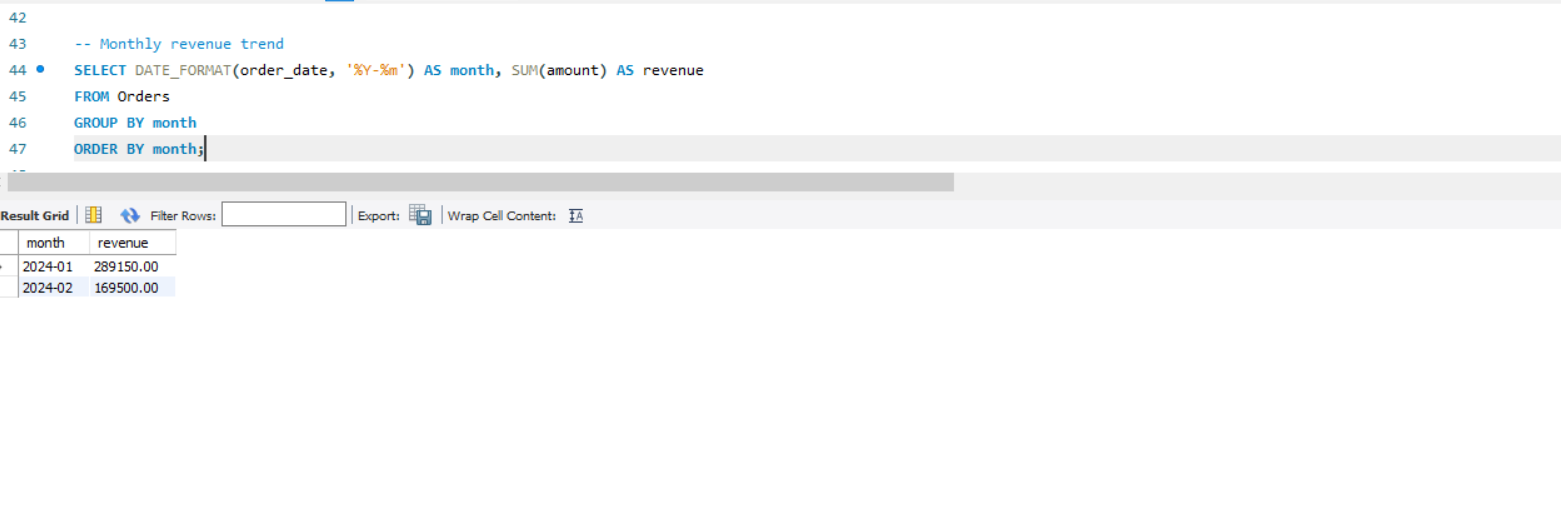 42
43 -- Monthly revenue trend
44 SELECT DATE_FORMAT(order_date, '%Y-%m') AS month, SUM(amount) AS revenue
45 FROM Orders
46 GROUP BY month
47 ORDER BY month;
Result Grid Filter Rows: Export: Wrap Cell Content: IA
month revenue
2024-01 289150.00
2024-02 169500.00